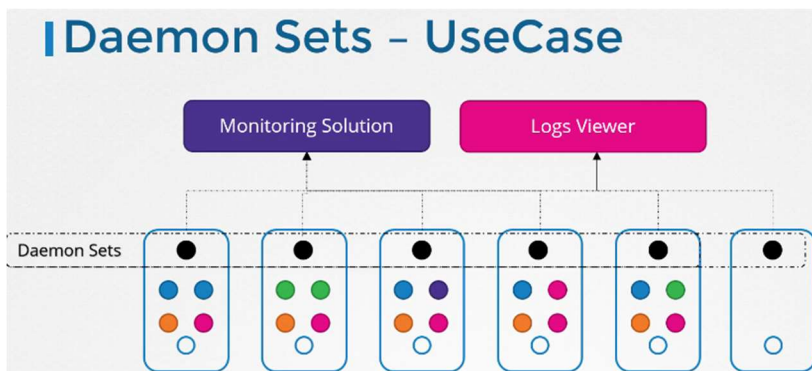 Daemon Sets – UseCase
Monitoring Solution
Logs Viewer
Daemon Sets